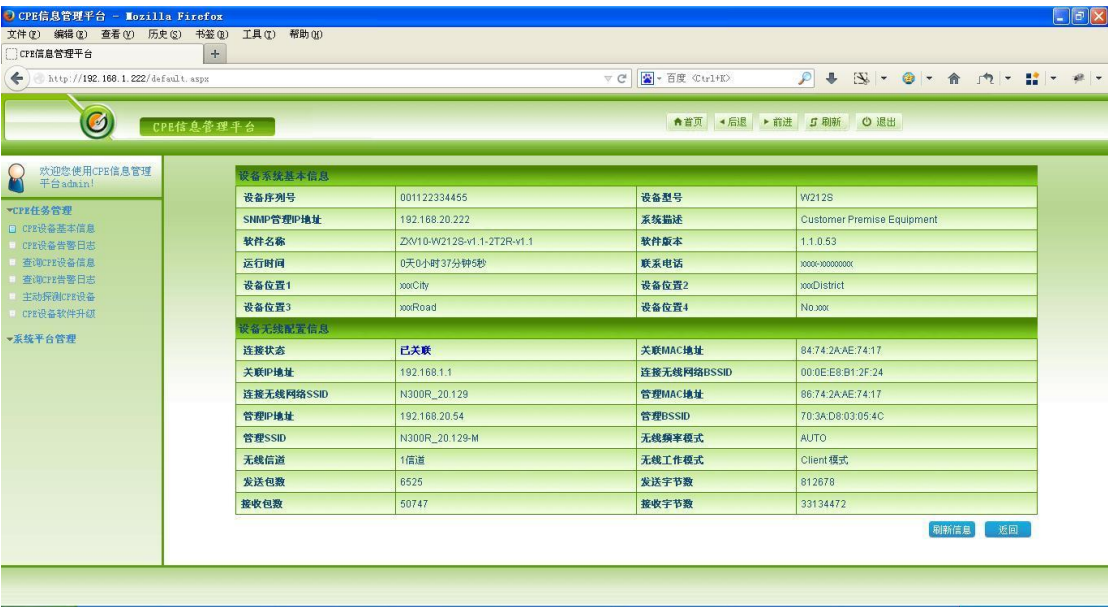 CPE信息管理平台 - Mozilla Firefox
文件(F) 编辑(E) 查看(V) 历史(S) 书签(B) 工具(T) 帮助(H)
CPE信息管理平台 +
http://192.168.1.222/default.aspx 百度 <Ctrl+K>
CPE信息管理平台 首页 后退 前进 刷新 退出
欢迎您使用CPE信息管理
平台admin!
CPE任务管理
CPE设备基本信息
CPE设备告警日志
查询CPE设备信息
查询CPE告警日志
主动探测CPE设备
CPE设备软件升级
系统平台管理
设备系统基本信息
设备序列号 001122334455 设备型号 W212S
SNMP管理IP地址 192.168.20.222 系统描述 Customer Premise Equipment
软件名称 ZXV10-W212S-v1.1-2T2R-v1.1 软件版本 1.1.0.53
运行时间 0天0小时37分钟5秒 联系电话 xxxx-xxxxxxxx
设备位置1 xxxCity 设备位置2 xxxDistrict
设备位置3 xxxRoad 设备位置4 No.xxx
设备无线配置信息
连接状态 已关联 关联MAC地址 84:74:2A:AE:74:17
关联IP地址 192.168.1.1 连接无线网络BSSID 00:0E:E8:B1:2F:24
连接无线网络SSID N300R_20.129 管理MAC地址 86:74:2A:AE:74:17
管理IP地址 192.168.20.54 管理BSSID 70:3A:D8:03:05:4C
管理SSID N300R_20.129-M 无线频率模式 AUTO
无线信道 1信道 无线工作模式 Client模式
发送包数 6525 发送字节数 812678
接收包数 50747 接收字节数 33134472
刷新信息 返回